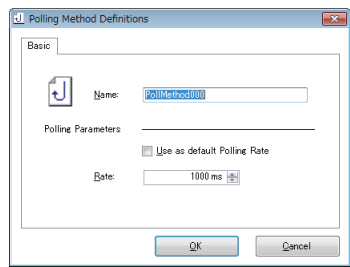 Polling Method Definitions
Basic
Name: PollMethod000
Polling Parameters
Use as default Polling Rate
Rate: 1000 ms
OK Cancel